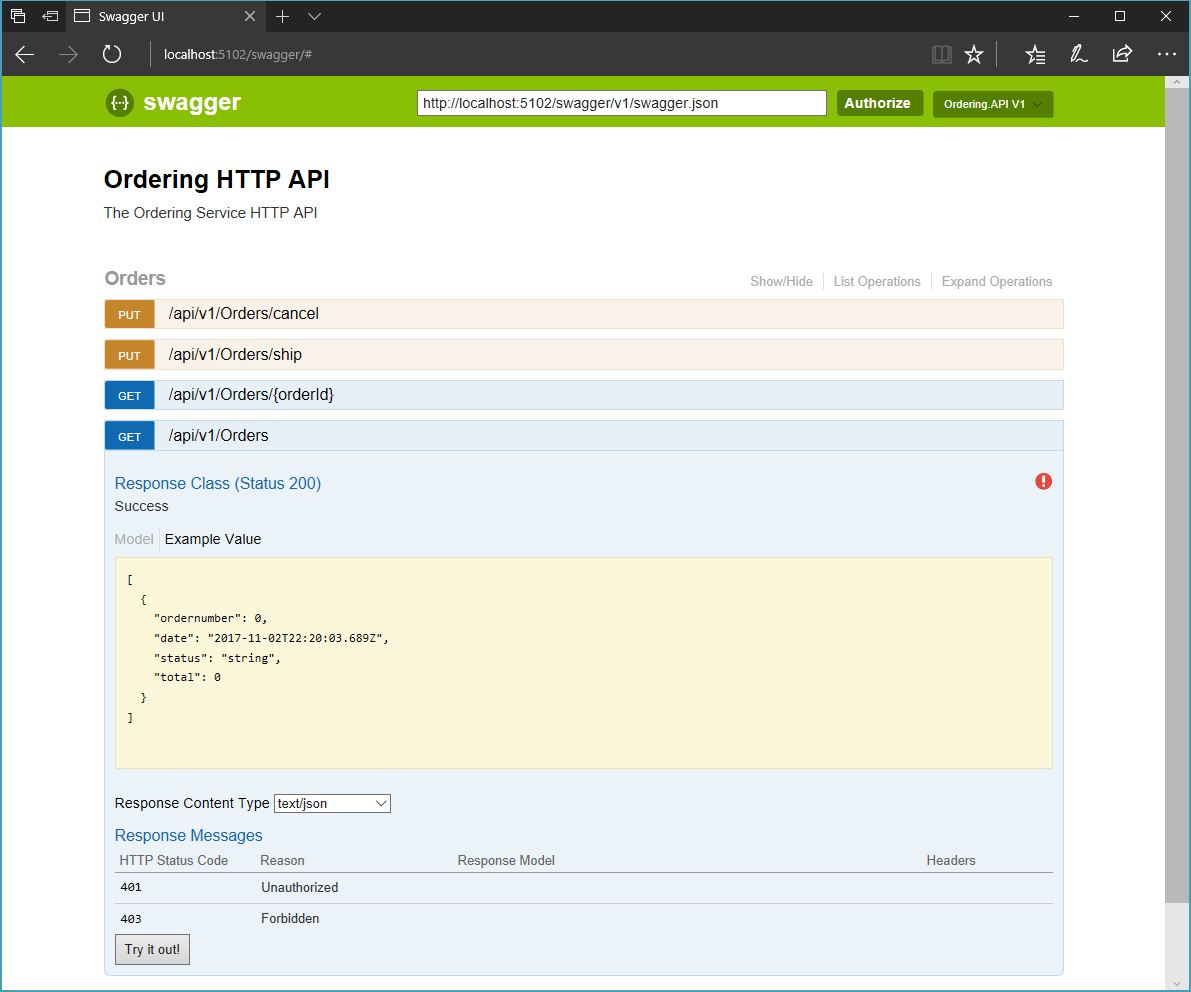 Swagger UI
localhost:5102/swagger/#
{···} swagger
http://localhost:5102/swagger/v1/swagger.json
Authorize
Ordering.API V1
Ordering HTTP API
The Ordering Service HTTP API
Orders
Show/Hide
List Operations
Expand Operations
PUT /api/v1/Orders/cancel
PUT /api/v1/Orders/ship
GET /api/v1/Orders/{orderId}
GET /api/v1/Orders
Response Class (Status 200)
Success
Model
Example Value
[
  {
    "ordernumber": 0,
    "date": "2017-11-02T22:20:03.689Z",
    "status": "string",
    "total": 0
  }
]
Response Content Type text/json
Response Messages
HTTP Status Code Reason Response Model Headers
401 Unauthorized
403 Forbidden
Try it out!